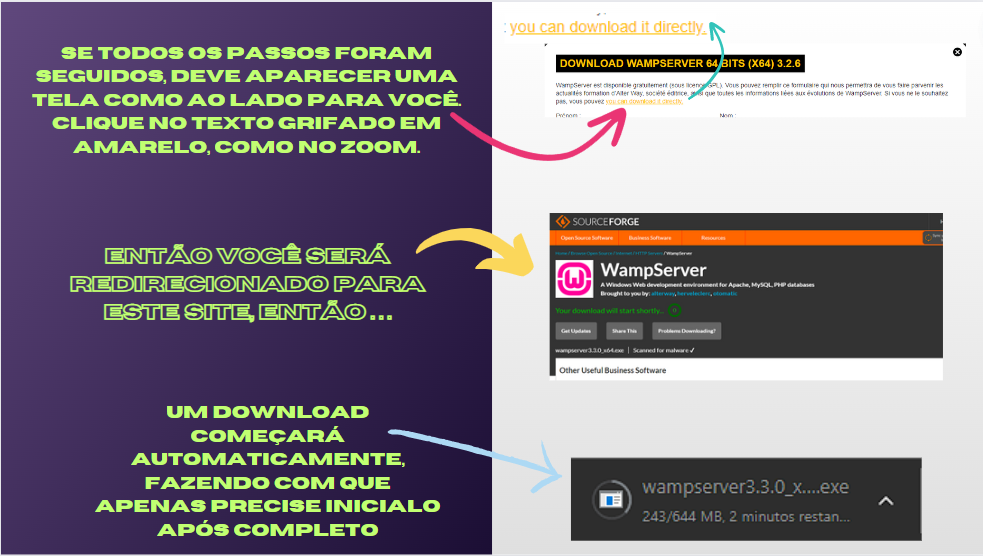 SE TODOS OS PASSOS FORAM
SEGUIDOS, DEVE APARECER UMA
TELA COMO AO LADO PARA VOCÊ.
CLIQUE NO TEXTO GRIFADO EM
AMARELO, COMO NO ZOOM.
you can download it directly.
DOWNLOAD WAMPSERVER 64 BITS (X64) 3.2.6
WampServer est disponible gratuitement (sous licence GPL). Vous pouvez remplir ce formulaire qui nous permettra de vous faire parvenir les
actualités formation d'Alter Way, société éditrice, ainsi que toutes les informations liées aux évolutions de WampServer. Si vous ne le souhaitez
pas, vous pouvez you can download it directly.
Prénom : Nom :
ENTÃO VOCÊ SERÁ
REDIRECIONADO PARA
ESTE SITE, ENTÃO ...
SOURCEFORGE
Open Source Software Business Software Resources
/ WampServer
WampServer
A Windows Web development environment for Apache, MySQL, PHP databases
Brought to you by: alterway, herveleclerc, otomatic
Your download will start shortly...
Get Updates Share This Problems Downloading?
wampserver3.3.0_x64.exe | Scanned for malware ✓
Other Useful Business Software
UM DOWNLOAD
COMEÇARÁ
AUTOMATICAMENTE,
FAZENDO COM QUE
APENAS PRECISE INICIALO
APÓS COMPLETO
wampserver3.3.0_x....exe
243/644 MB, 2 minutos restan...